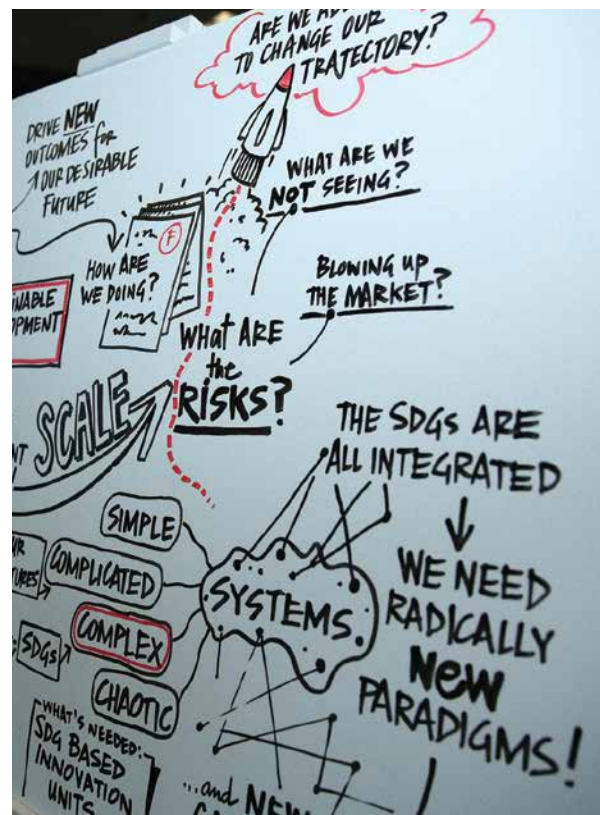 ARE WE
TO CHANGE OUR
TRAJECTORY?
DRIVE NEW
OUTCOMES for
OUR DESIRABLE
FUTURE
WHAT ARE WE
NOT SEEING?
F
HOW ARE
WE DOING?
BLOWING UP
THE MARKET?
WHAT ARE
the
RISKS?
SCALE
THE SDGs ARE
ALL INTEGRATED
WE NEED
RADICALLY
NEW
PARADIGMS!
SIMPLE
COMPLICATED
COMPLEX
CHAOTIC
SYSTEMS
SDGs
WHAT'S NEEDED:
SDG BASED
INNOVATION
UNITS
...and NEW